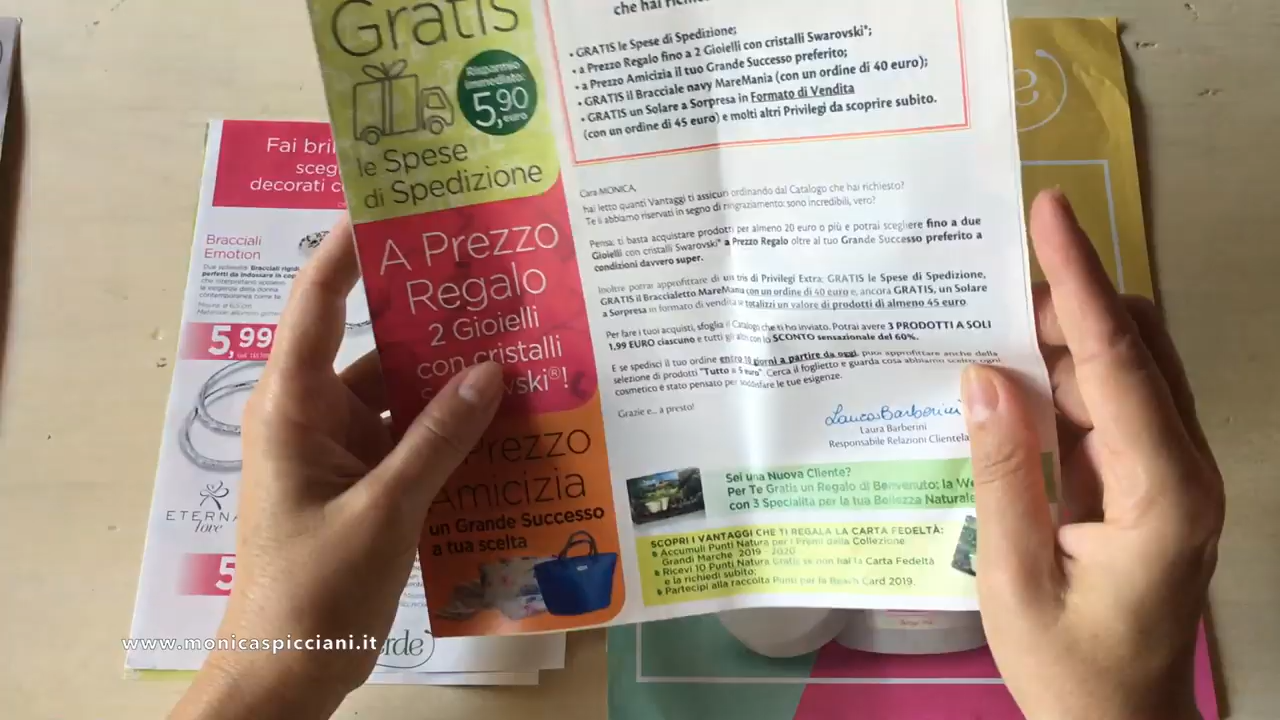 Gratis
Risparmio
immediato:
5,90
euro
le Spese
di Spedizione
A Prezzo
Regalo
2 Gioielli
con cristalli
®!
Prezzo
Amicizia
un Grande Successo
a tua scelta
che hai
• GRATIS le Spese di Spedizione;
• a Prezzo Regalo fino a 2 Gioielli con cristalli Swarovski*;
• a Prezzo Amicizia il tuo Grande Successo preferito;
• GRATIS il Bracciale navy MareMania (con un ordine di 40 euro);
• GRATIS un Solare a Sorpresa in Formato di Vendita
(con un ordine di 45 euro) e molti altri Privilegi da scoprire subito.
Cara MONICA,
hai letto quanti Vantaggi ti assicuri ordinando dal Catalogo che hai richiesto?
Te li abbiamo riservati in segno di ringraziamento: sono incredibili, vero?
Pensa, ti basta acquistare prodotti per almeno 20 euro o più e potrai scegliere fino a due
Gioielli con cristalli Swarovski* a Prezzo Regalo oltre al tuo Grande Successo preferito a
condizioni davvero super.
Inoltre potrai approfittare di un bis di Privilegi Extra: GRATIS le Spese di Spedizione,
GRATIS il Braccialetto MareMania con un ordine di 40 euro e, ancora GRATIS, un Solare
a Sorpresa in formato di vendita se totalizzi un valore di prodotti di almeno 45 euro.
Per fare i tuoi acquisti, sfoglia il Catalogo che ti ho inviato. Potrai avere 3 PRODOTTI A SOLI
1,99 EURO ciascuno e tutti gli altri con lo SCONTO sensazionale del 60%.
E se spedisci il tuo ordine entro 10 giorni a partire da oggi, puoi approfittare anche della
selezione di prodotti "Tutto a 5 euro". Cerca il foglietto e guarda cosa abbiamo scelto: ogni
cosmetico è stato pensato per soddisfare le tue esigenze.
Grazie e... a presto!
Laura Barberini
Laura Barberini
Responsabile Relazioni Clientela
Sei una Nuova Cliente?
Per Te Gratis un Regalo di Benvenuto: la
con 3 Specialità per la tua Bellezza Naturale
SCOPRI I VANTAGGI CHE TI REGALA LA CARTA FEDELTÀ:
Accumuli Punti Natura per i Premi della Collezione
Grandi Marche 2019 - 2020
Ricevi 10 Punti Natura Gratis se non hai la Carta Fedeltà
e la richiedi subito;
Partecipi alla raccolta Punti per la Beach Card 2019.
Fai
decorati
Bracciali
Emotion
Due splendidi Bracciali rigidi
perfetti da indossare in
5,99
ETERNA
love
5
www.monicaspicciani.it